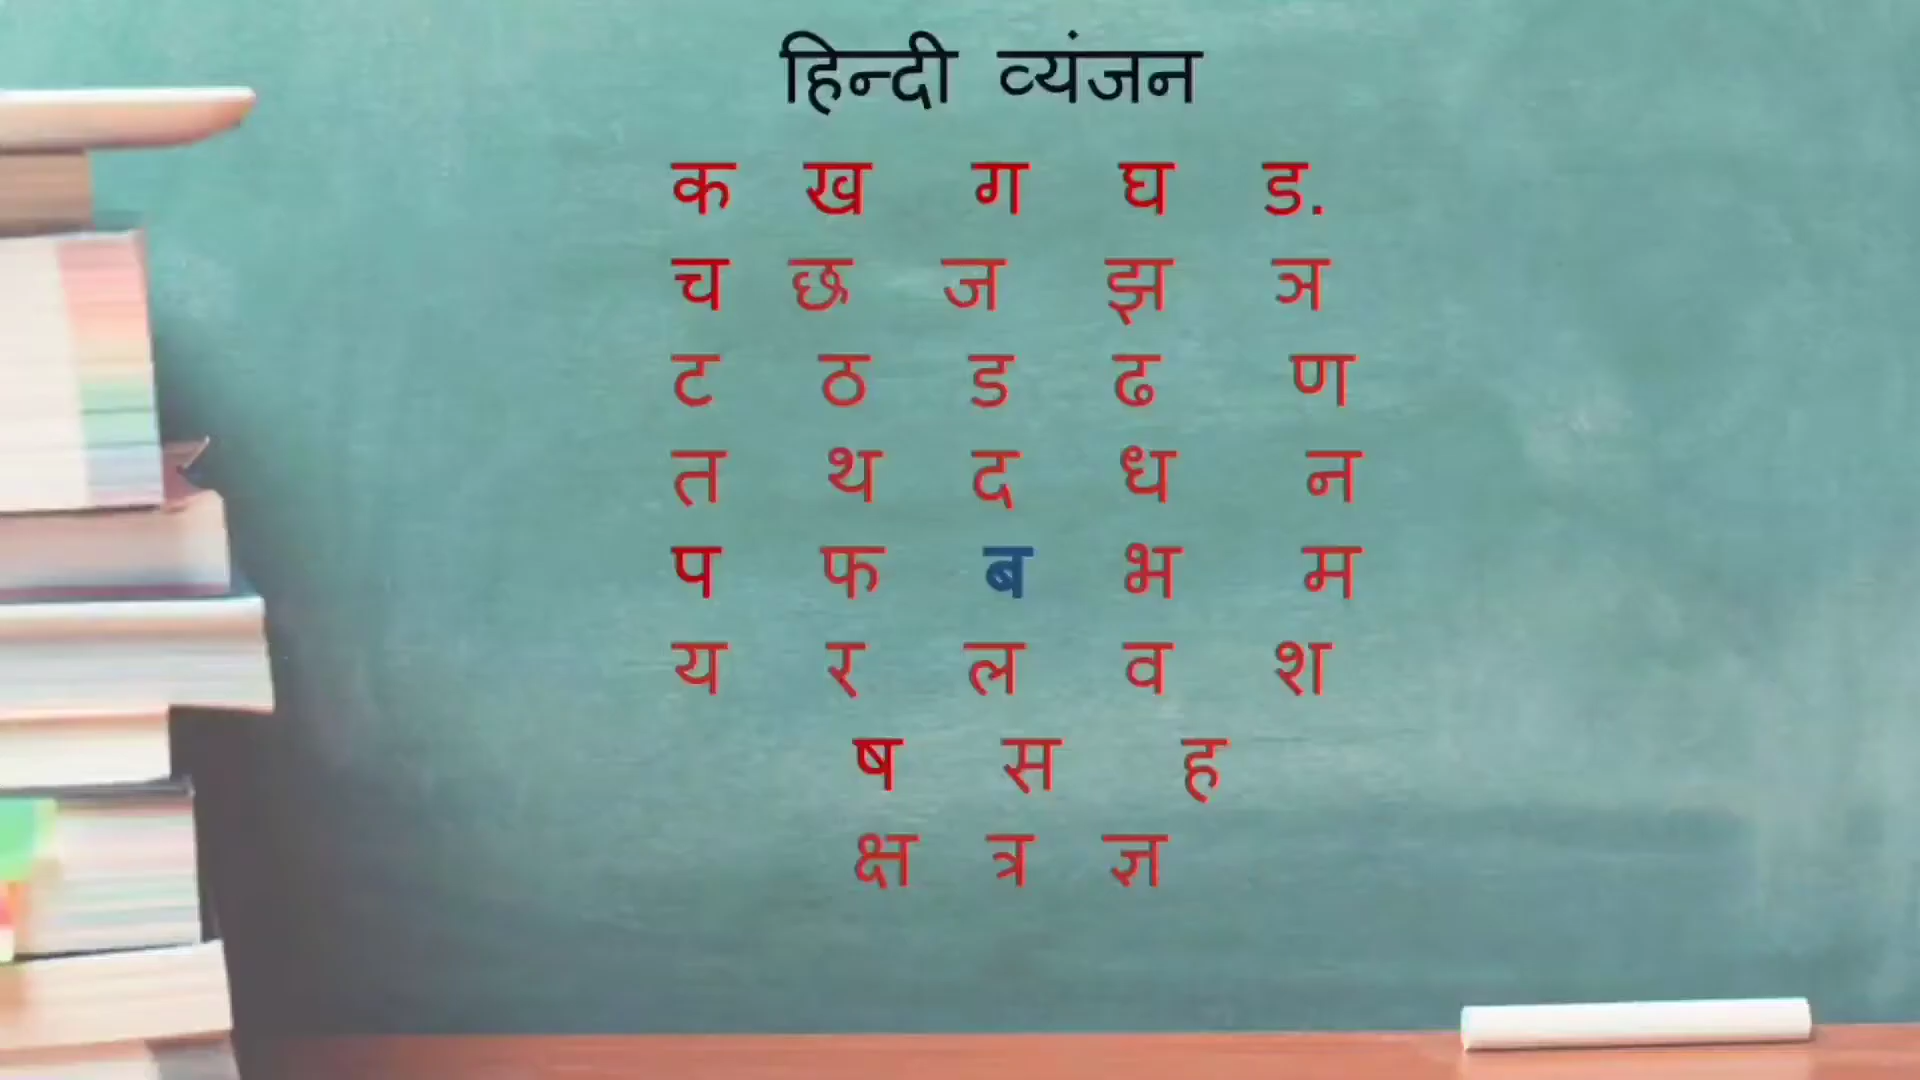 हिन्दी व्यंजन
क ख ग घ ड.
च छ ज झ ञ
ट ठ ड ढ ण
त थ द ध न
प फ ब भ म
य र ल व श
ष स ह
क्ष त्र ज्ञ